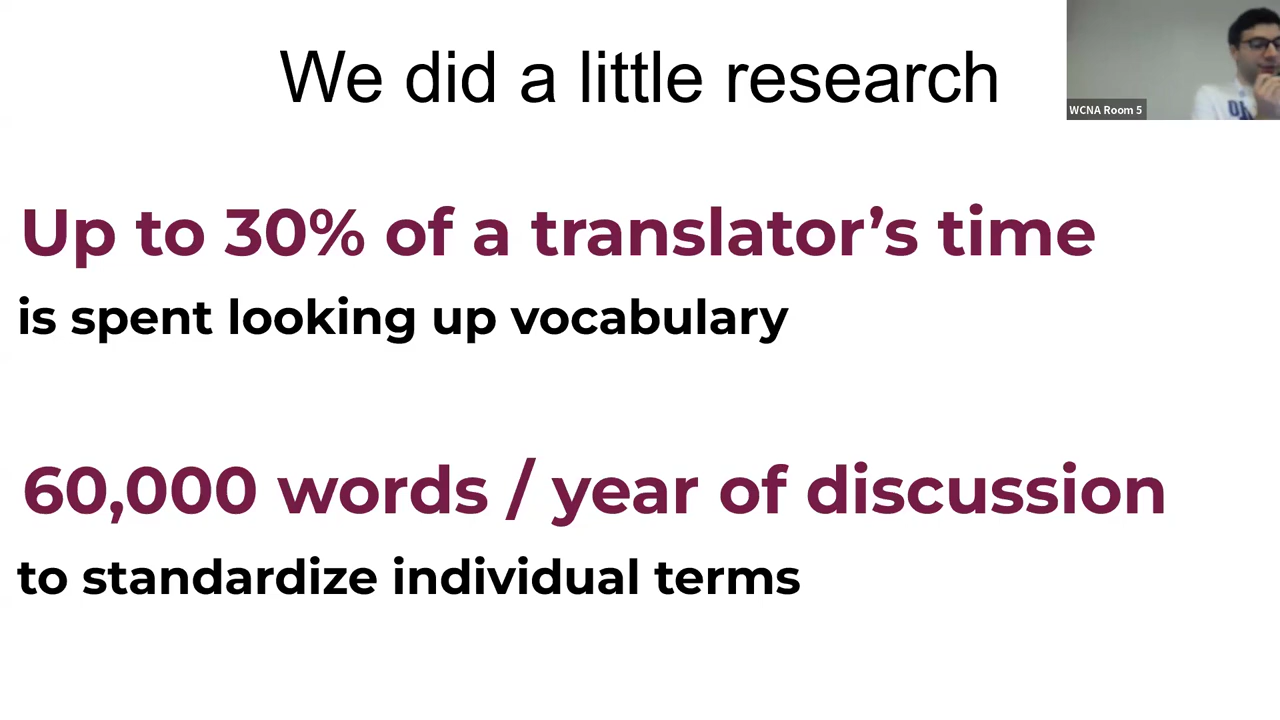 We did a little research
WCNA Room 5
Up to 30% of a translator’s time
is spent looking up vocabulary
60,000 words / year of discussion
to standardize individual terms